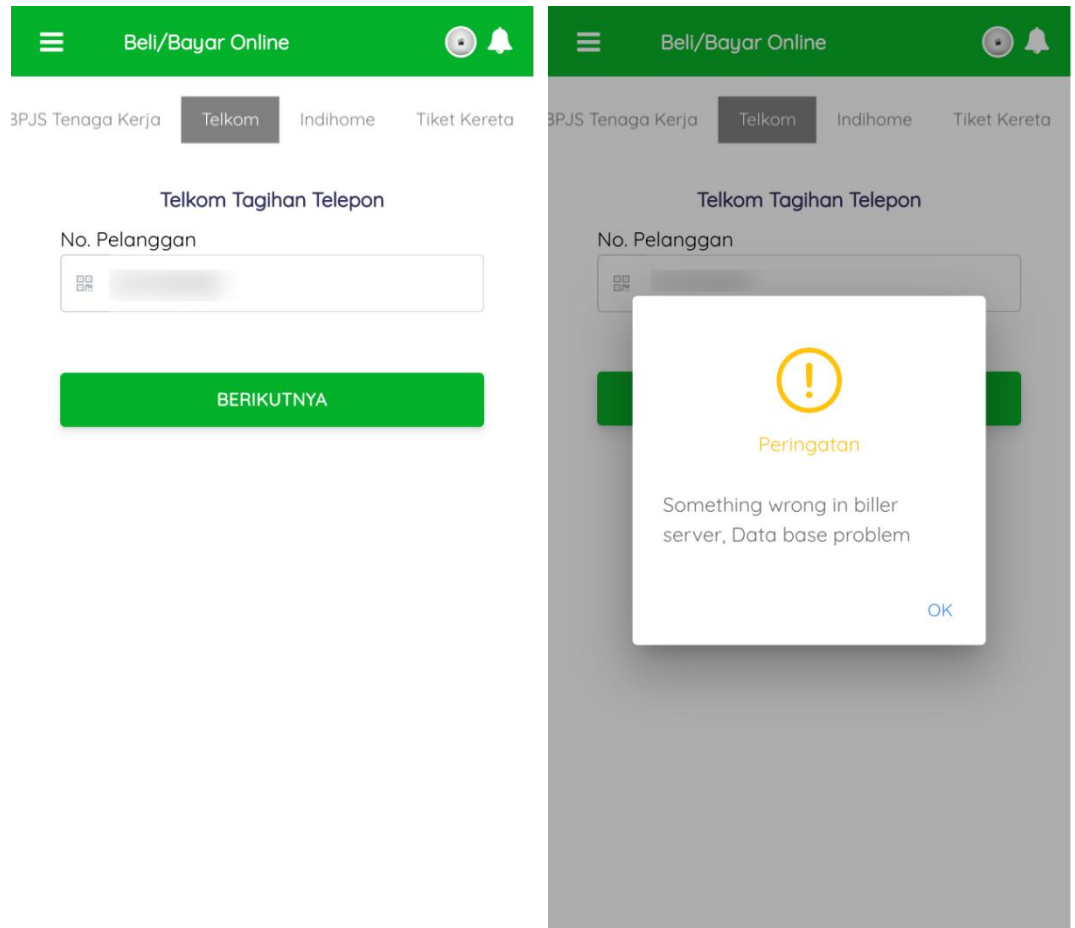 Beli/Bayar Online
BPJS Tenaga Kerja Telkom Indihome Tiket Kereta
Telkom Tagihan Telepon
No. Pelanggan
BERIKUTNYA
Beli/Bayar Online
BPJS Tenaga Kerja Telkom Indihome Tiket Kereta
Telkom Tagihan Telepon
No. Pelanggan
Peringatan
Something wrong in biller
server, Data base problem
OK